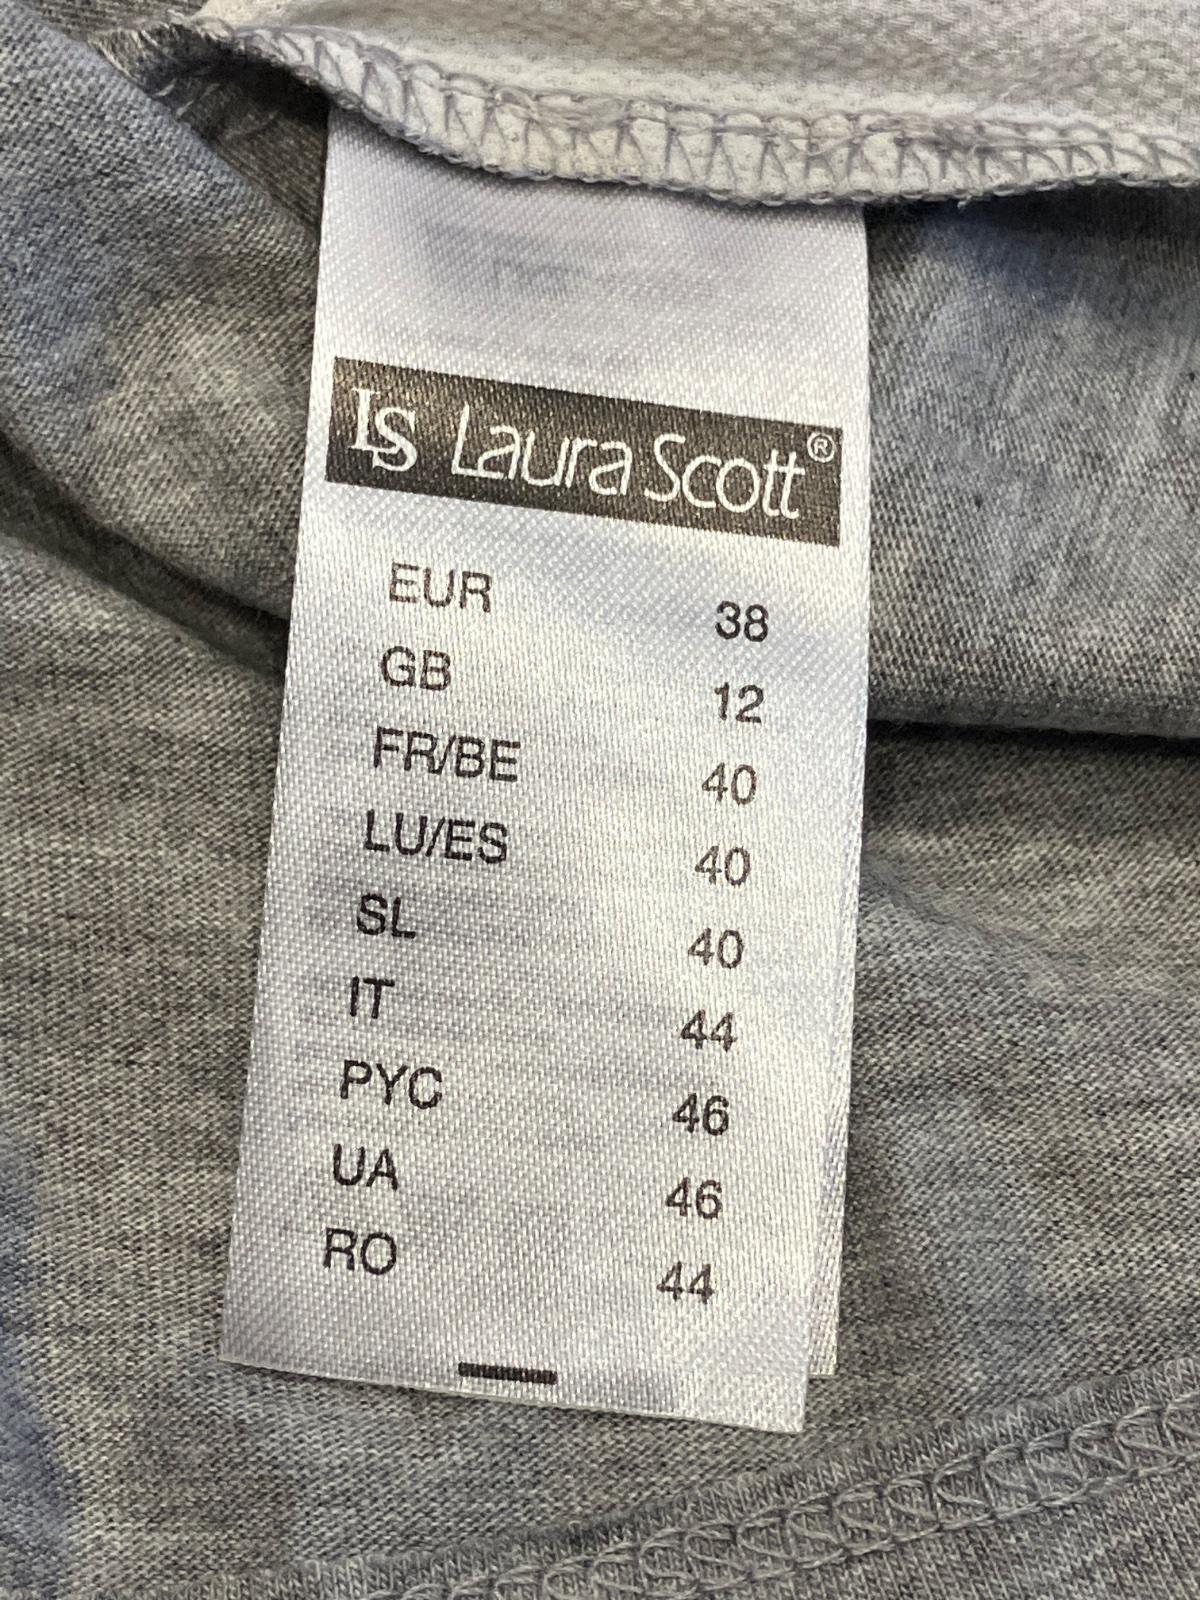 LS Laura Scott®
EUR 38
GB 12
FR/BE 40
LU/ES 40
SL 40
IT 44
РУС 46
UA 46
RO 44